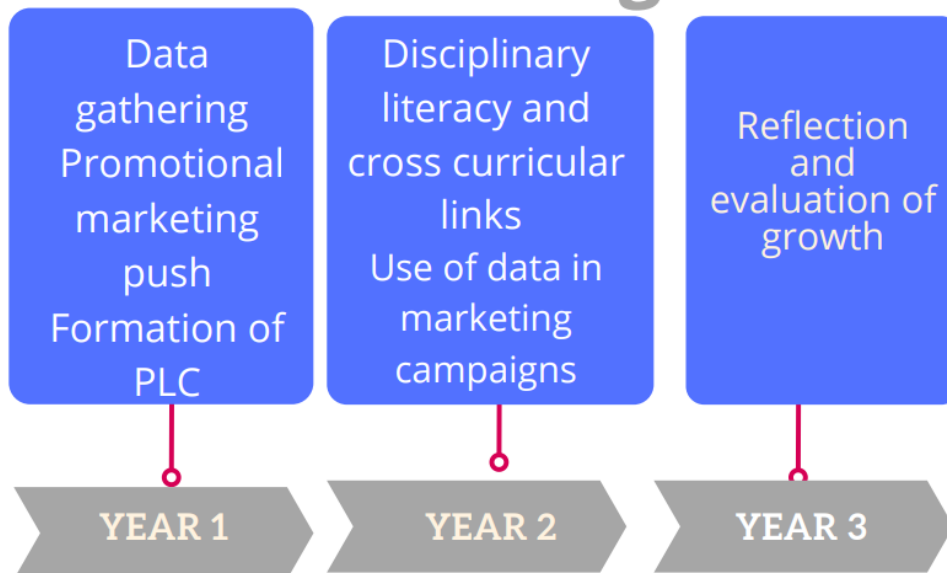 Data
gathering
Promotional
marketing
push
Formation of
PLC
Disciplinary
literacy and
cross curricular
links
Use of data in
marketing
campaigns
Reflection
and
evaluation of
growth
YEAR 1
YEAR 2
YEAR 3